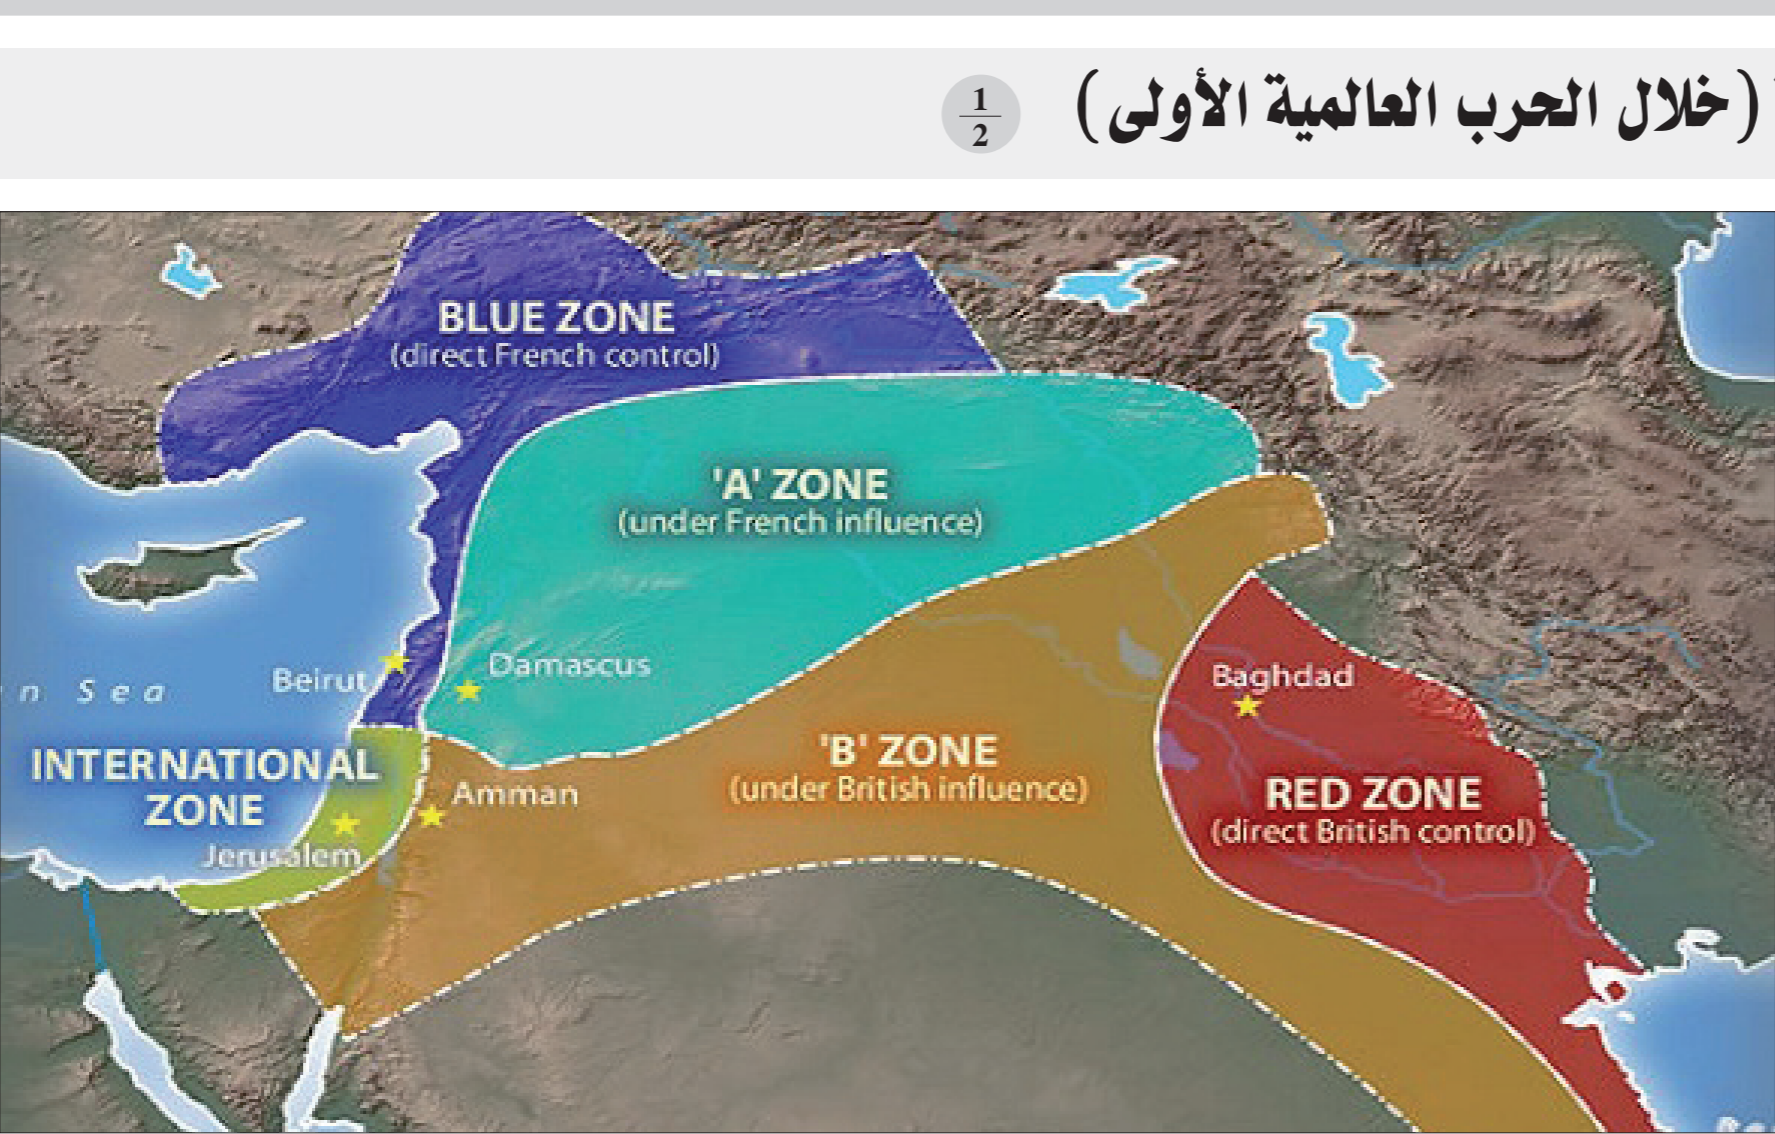 (خلال الحرب العالمية الأولى)
1
2
BLUE ZONE
(direct French control)
'A' ZONE
(under French influence)
Beirut
Damascus
n Sea
INTERNATIONAL
ZONE
Jerusalem
Amman
'B' ZONE
(under British influence)
Baghdad
RED ZONE
(direct British control)